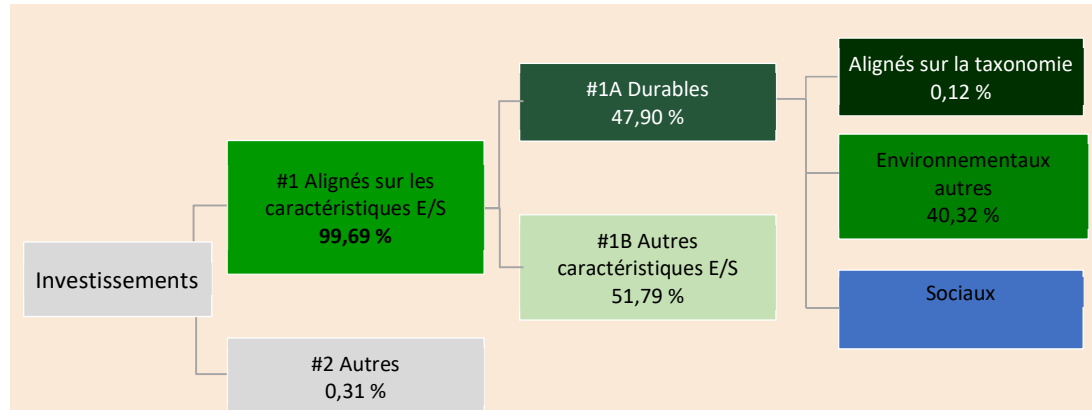 Investissements
#1 Alignés sur les
caractéristiques E/S
99,69 %
#2 Autres
0,31 %
#1A Durables
47,90 %
#1B Autres
caractéristiques E/S
51,79 %
Alignés sur la taxonomie
0,12 %
Environnementaux
autres
40,32 %
Sociaux